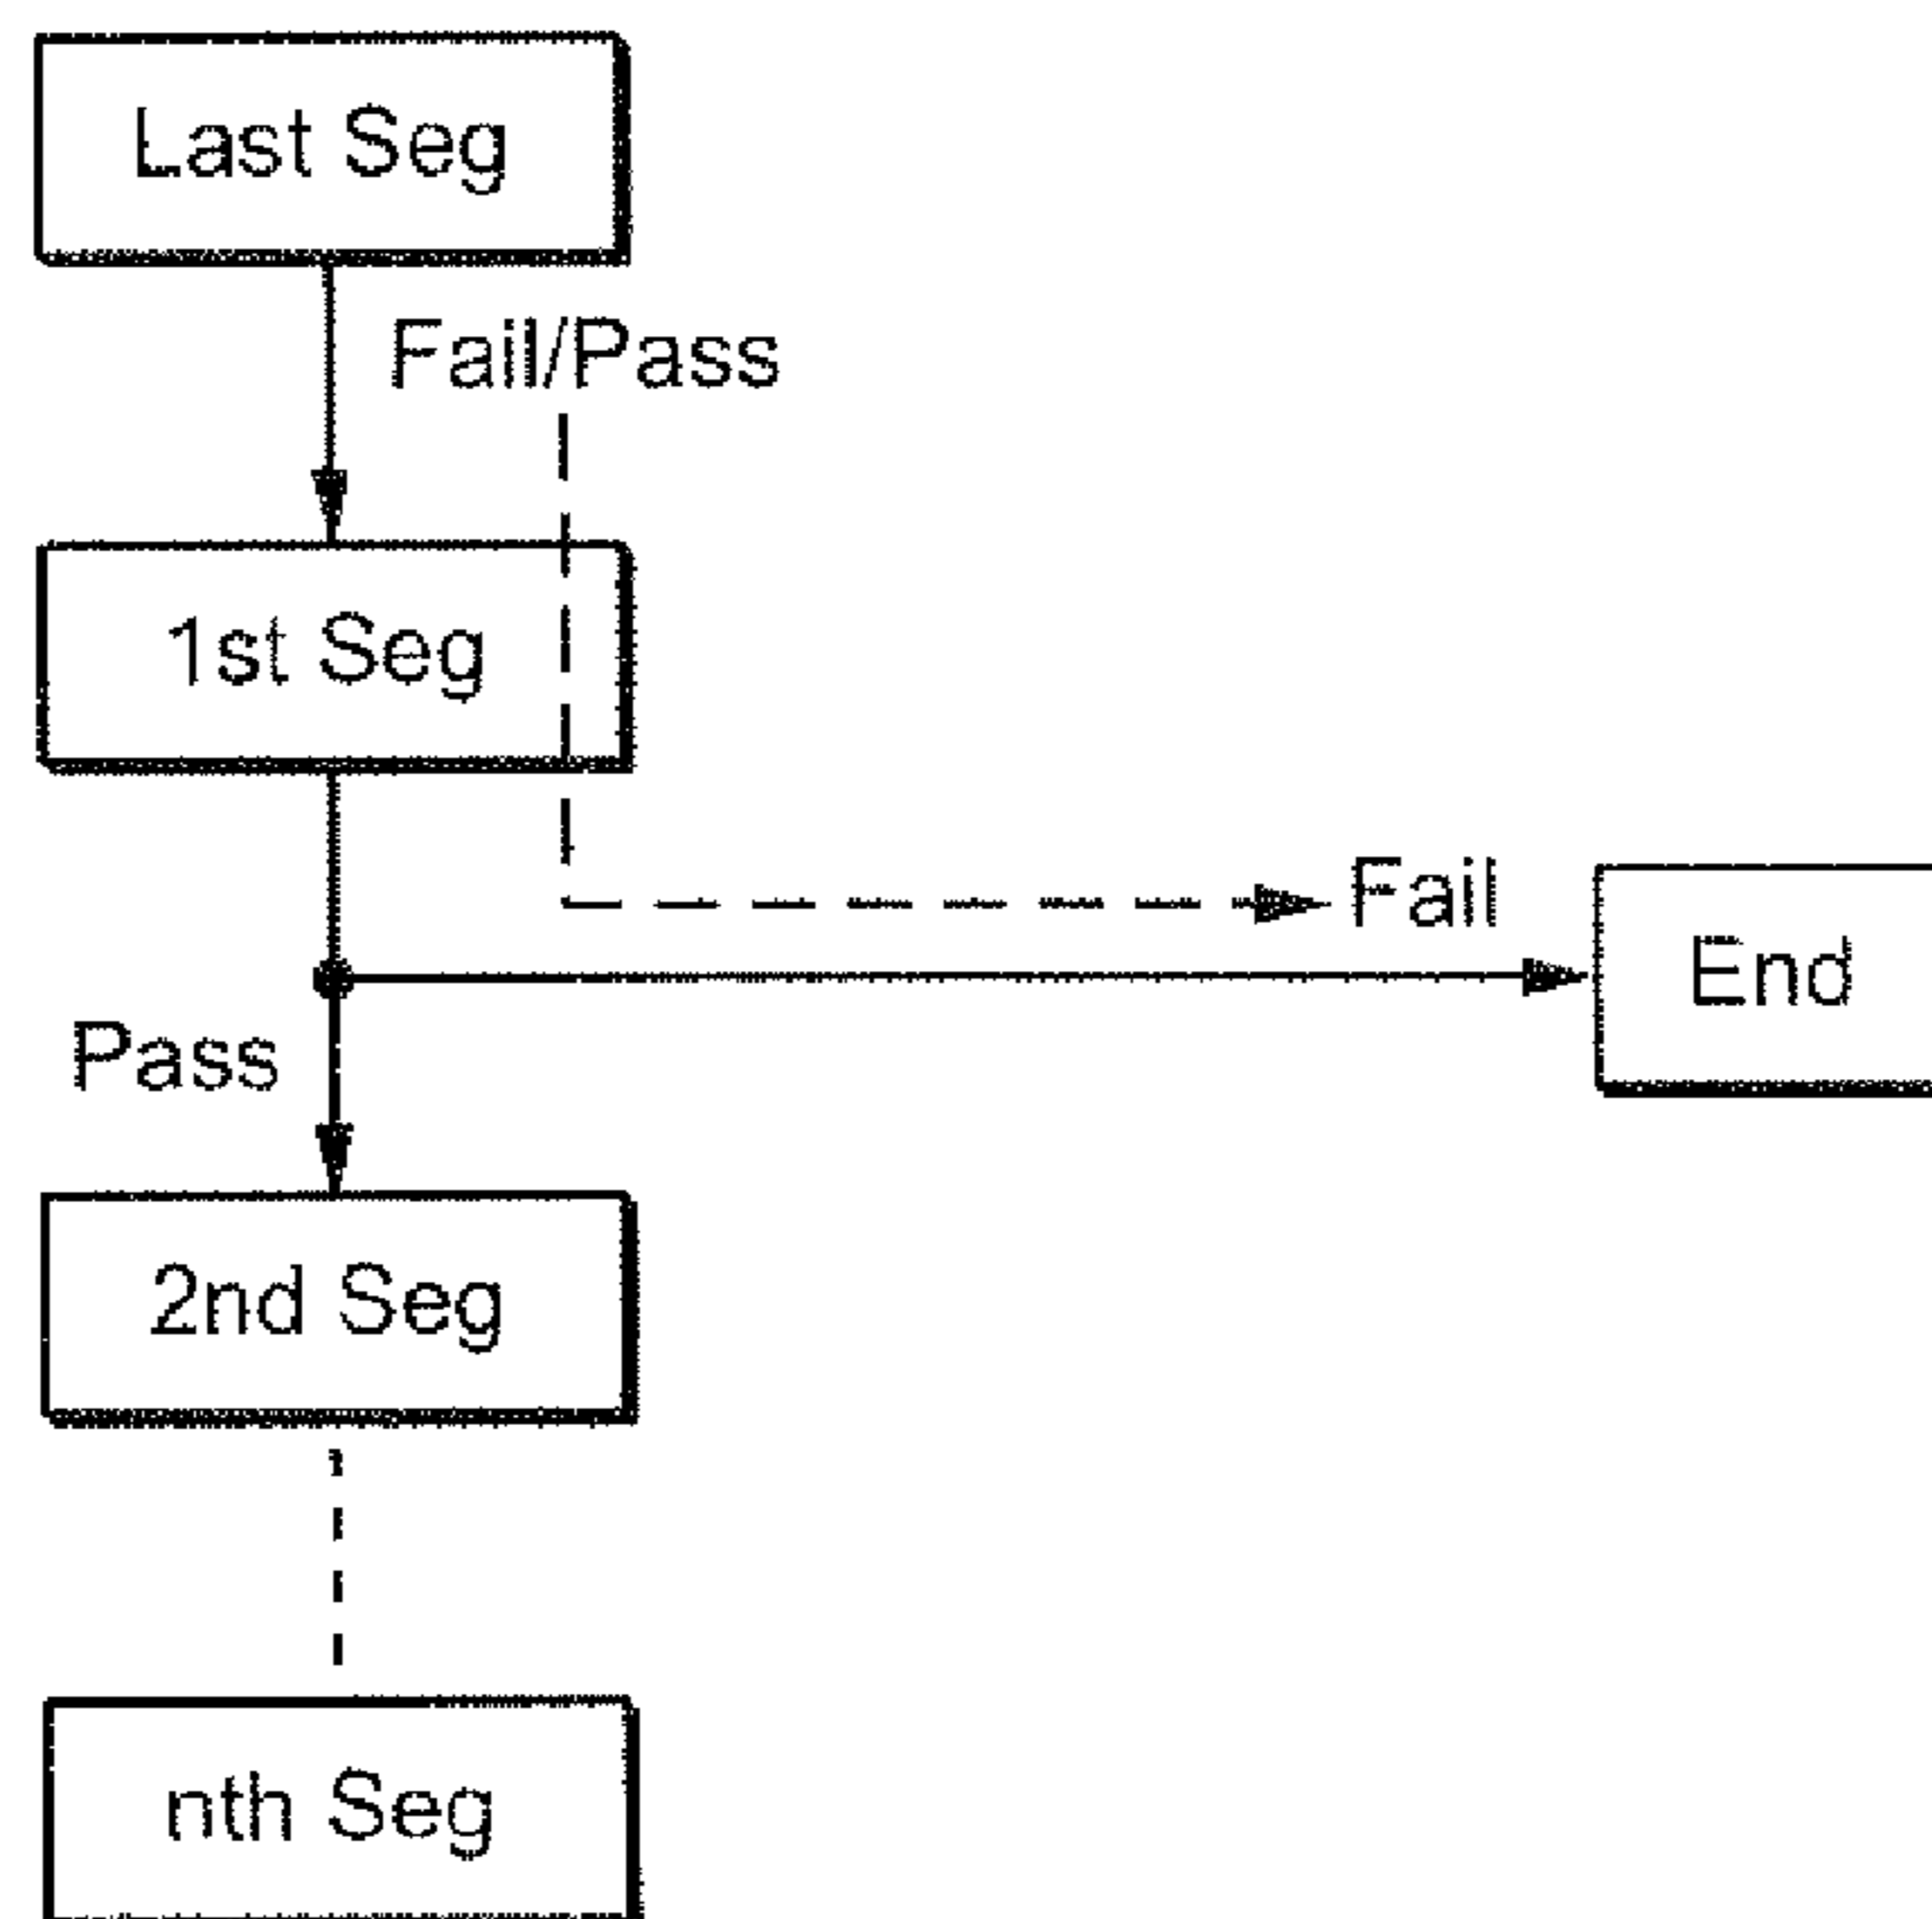 Last Seg
Fail/Pass
1st Seg
Fail
End
Pass
2nd Seg
nth Seg